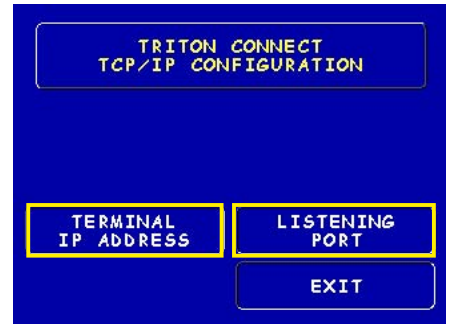 TRITON CONNECT
TCP/IP CONFIGURATION
TERMINAL
IP ADDRESS
LISTENING
PORT
EXIT